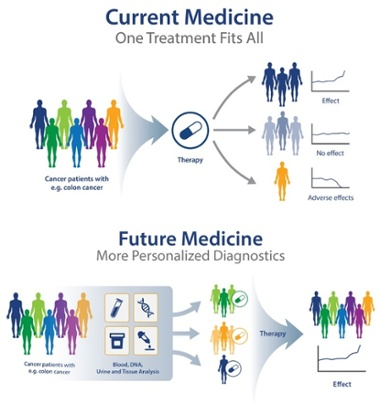 Current Medicine
One Treatment Fits All
Effect
Therapy
No effect
Cancer patients with
e.g. colon cancer
Adverse effects
Future Medicine
More Personalized Diagnostics
Therapy
Cancer patients with
e.g. colon cancer
Blood, DNA,
Urine and Tissue Analysis
Effect